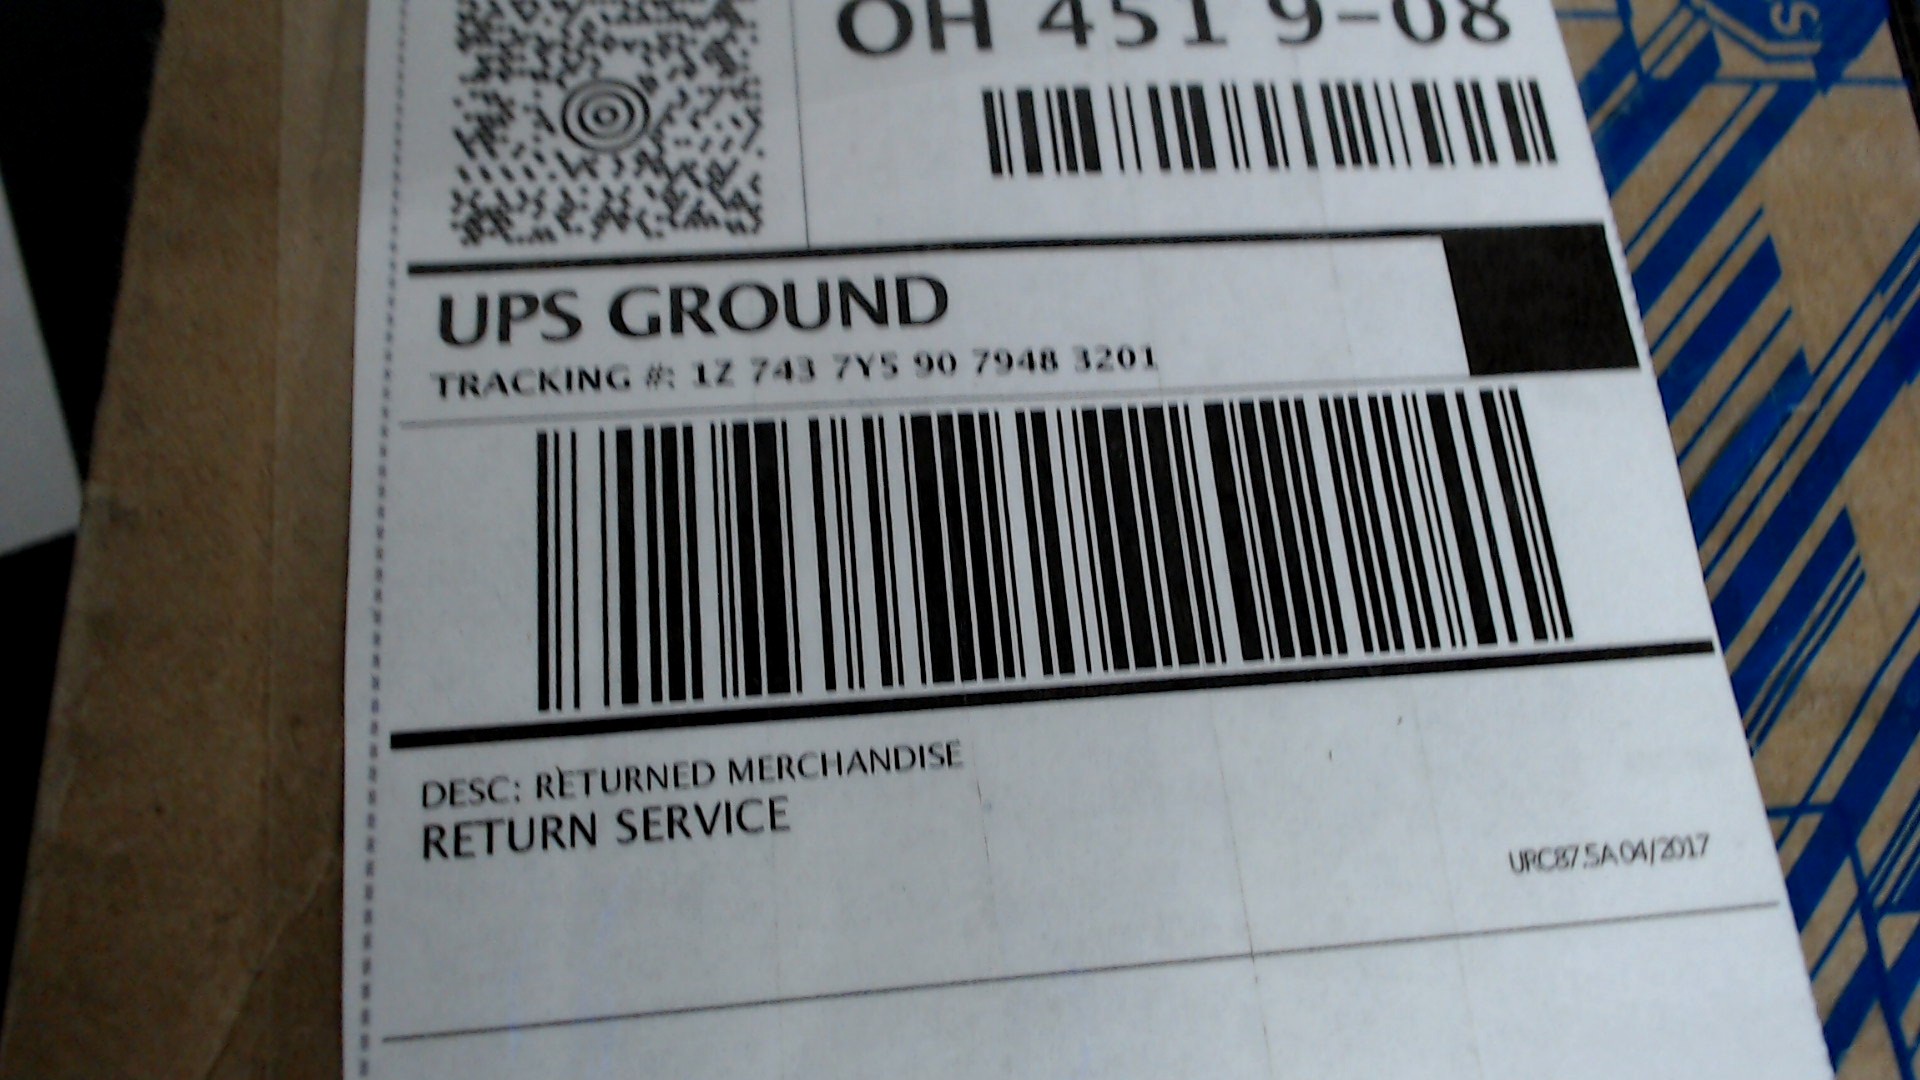 OH 451 9-08
UPS GROUND
TRACKING #: 1Z 743 7Y5 90 7948 3201
DESC: RETURNED MERCHANDISE
RETURN SERVICE
URC87.5A 04/2017